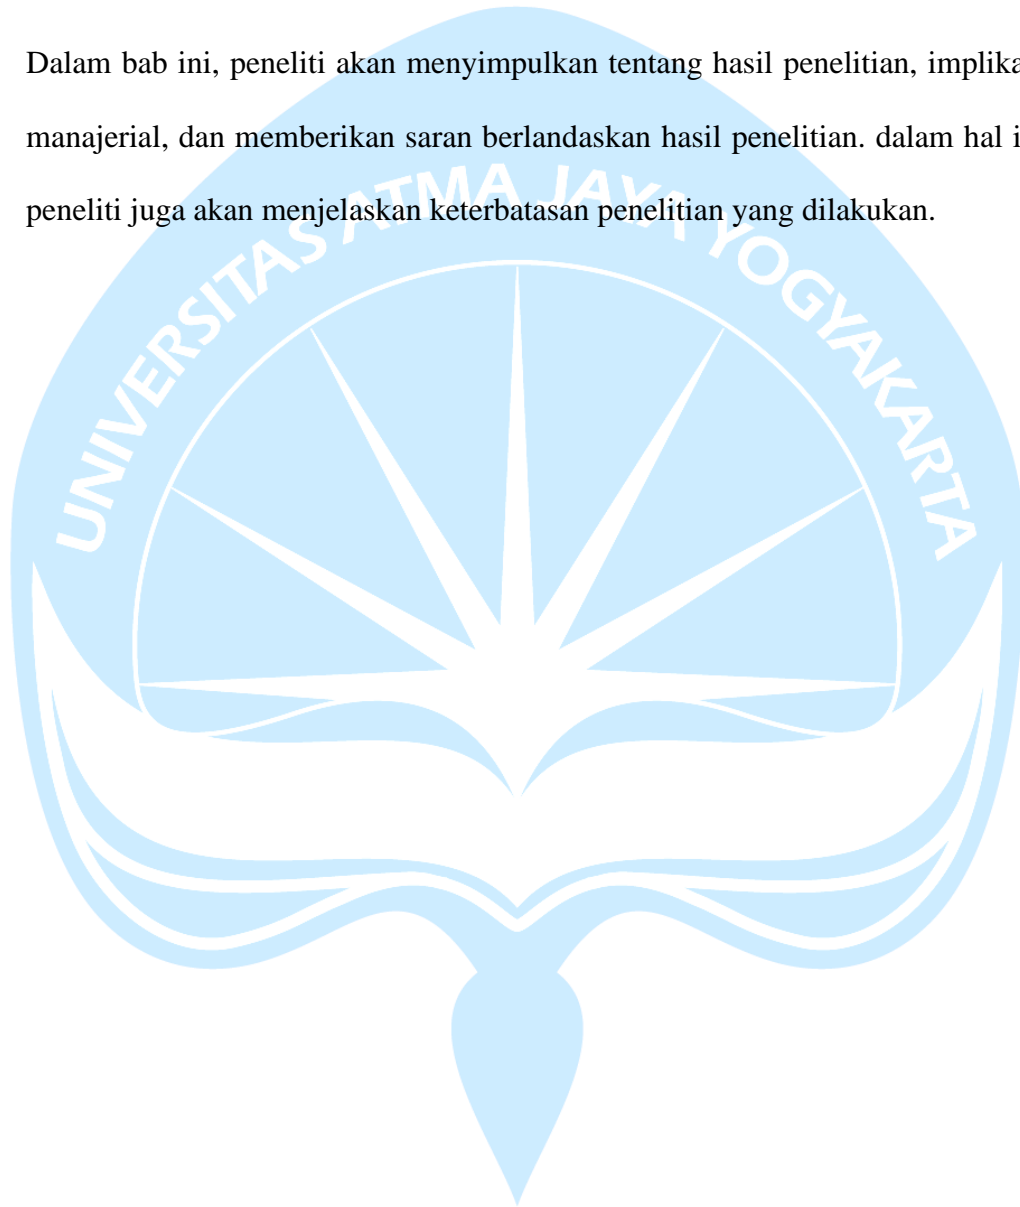 Dalam bab ini, peneliti akan menyimpulkan tentang hasil penelitian,
manajerial, dan memberikan saran berlandaskan hasil penelitian. dalam hal
peneliti juga akan menjelaskan keterbatasan penelitian yang dilakukan.
UNIVERSITAS ATMA JAYA YOGYAKARTA